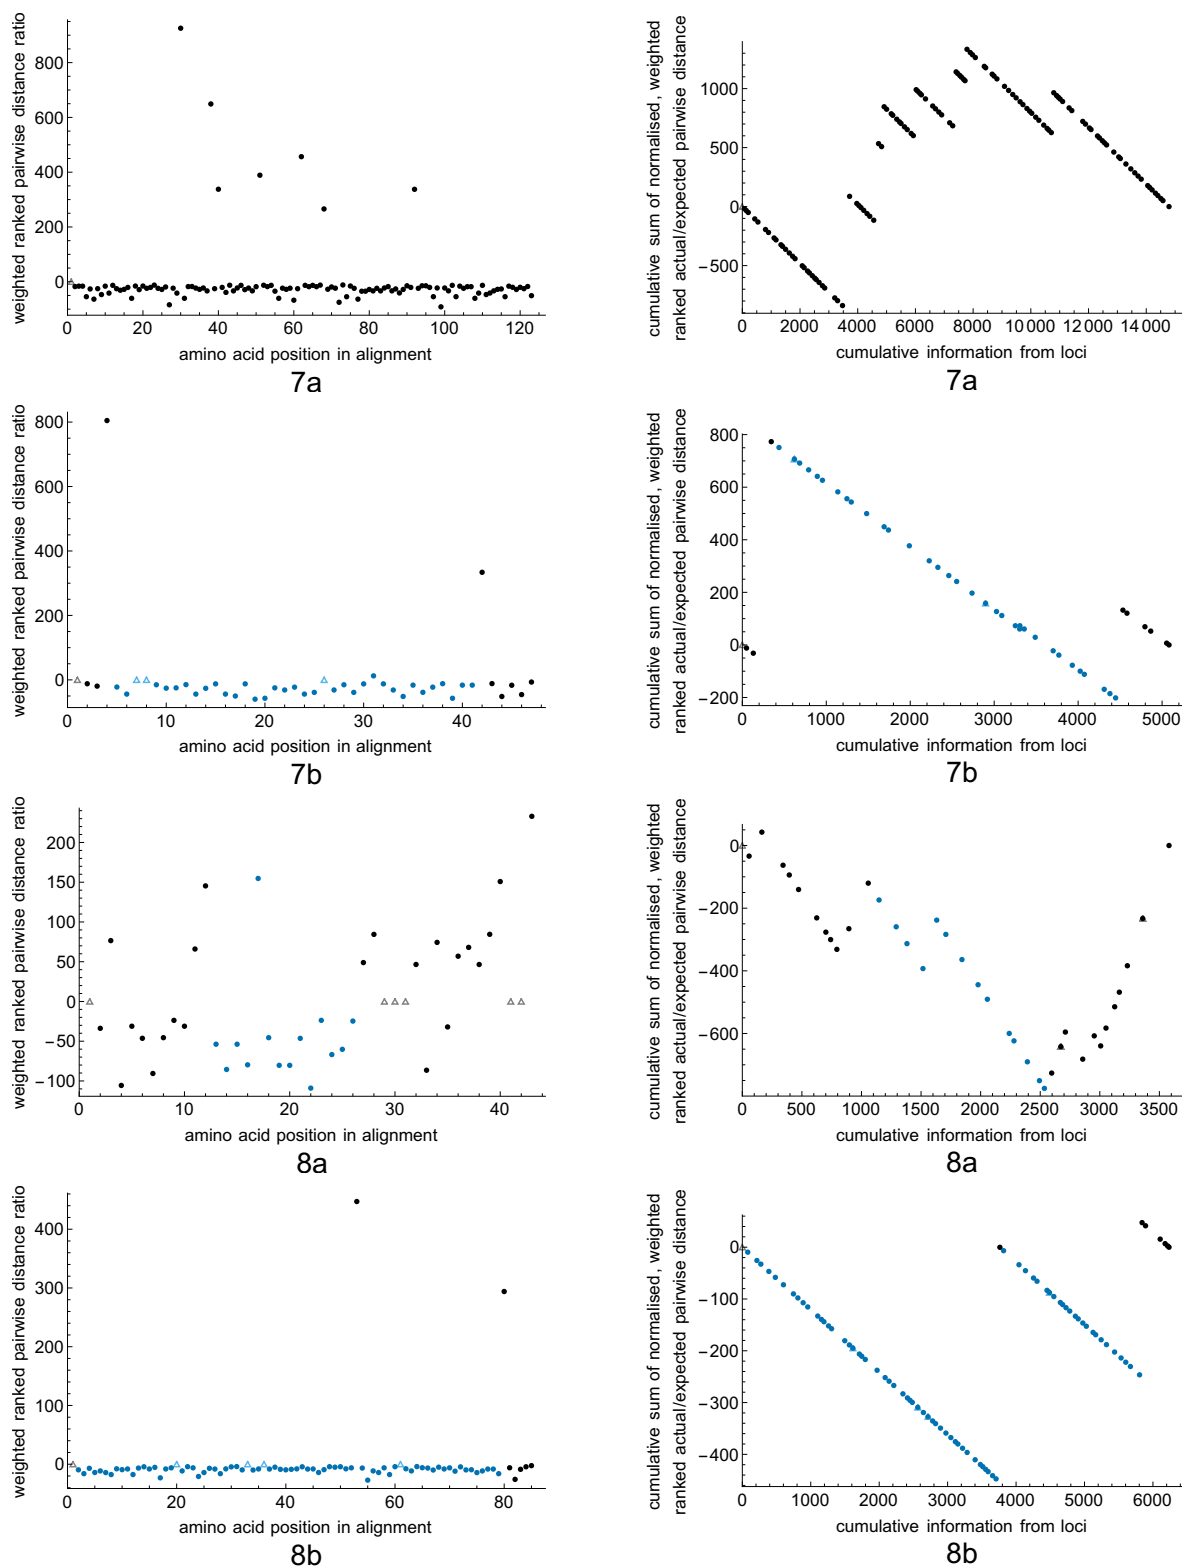 weighted ranked pairwise distance ratio
800
600
400
200
0
0 20 40 60 80 100 120
amino acid position in alignment
7a
cumulative sum of normalised, weighted
ranked actual/expected pairwise distance
1000
500
0
−500
0 2000 4000 6000 8000 10000 12000 14000
cumulative information from loci
7a
weighted ranked pairwise distance ratio
800
600
400
200
0
0 10 20 30 40
amino acid position in alignment
7b
cumulative sum of normalised, weighted
ranked actual/expected pairwise distance
800
600
400
200
0
−200
0 1000 2000 3000 4000 5000
cumulative information from loci
7b
weighted ranked pairwise distance ratio
200
150
100
50
0
−50
−100
0 10 20 30 40
amino acid position in alignment
8a
cumulative sum of normalised, weighted
ranked actual/expected pairwise distance
0
−200
−400
−600
0 500 1000 1500 2000 2500 3000 3500
cumulative information from loci
8a
weighted ranked pairwise distance ratio
400
300
200
100
0
0 20 40 60 80
amino acid position in alignment
8b
cumulative sum of normalised, weighted
ranked actual/expected pairwise distance
0
−100
−200
−300
−400
0 1000 2000 3000 4000 5000 6000
cumulative information from loci
8b